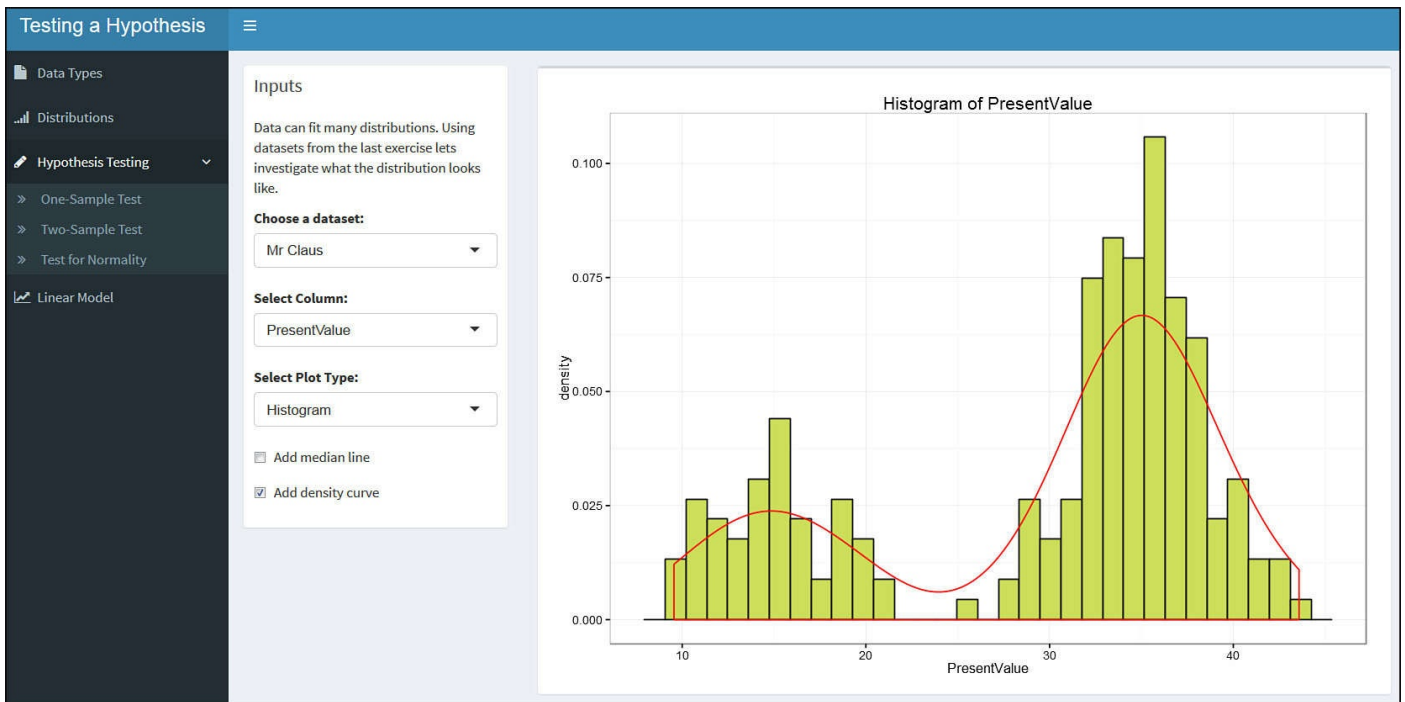 Testing a Hypothesis
Data Types
Distributions
Hypothesis Testing
One-Sample Test
Two-Sample Test
Test for Normality
Linear Model
Inputs
Data can fit many distributions. Using
datasets from the last exercise lets
investigate what the distribution looks
like.
Choose a dataset:
Mr Claus
Select Column:
PresentValue
Select Plot Type:
Histogram
Add median line
Add density curve
Histogram of PresentValue
density
0.100
0.075
0.050
0.025
0.000
10 20 30 40
PresentValue